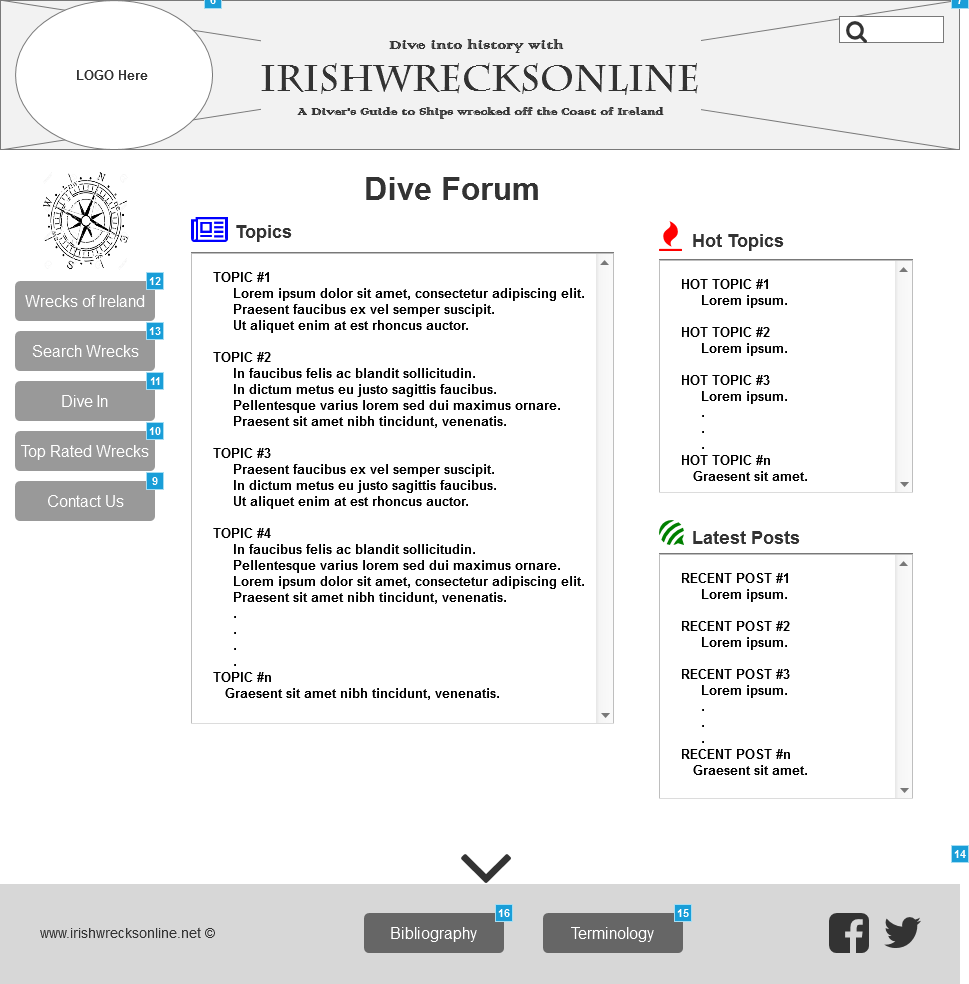 6
7
LOGO Here
Dive into history with
IRISHWRECKSONLINE
A Diver's Guide to Ships wrecked off the Coast of Ireland
N
W
E
S
Dive Forum
12
Wrecks of Ireland
13
Search Wrecks
11
Dive In
10
Top Rated Wrecks
9
Contact Us
Topics
TOPIC #1
Lorem ipsum dolor sit amet, consectetur adipiscing elit.
Praesent faucibus ex vel semper suscipit.
Ut aliquet enim at est rhoncus auctor.
TOPIC #2
In faucibus felis ac blandit sollicitudin.
In dictum metus eu justo sagittis faucibus.
Pellentesque varius lorem sed dui maximus ornare.
Praesent sit amet nibh tincidunt, venenatis.
TOPIC #3
Praesent faucibus ex vel semper suscipit.
In dictum metus eu justo sagittis faucibus.
Ut aliquet enim at est rhoncus auctor.
TOPIC #4
In faucibus felis ac blandit sollicitudin.
Pellentesque varius lorem sed dui maximus ornare.
Lorem ipsum dolor sit amet, consectetur adipiscing elit.
Praesent sit amet nibh tincidunt, venenatis.
.
.
.
.
TOPIC #n
Graesent sit amet nibh tincidunt, venenatis.
Hot Topics
HOT TOPIC #1
Lorem ipsum.
HOT TOPIC #2
Lorem ipsum.
HOT TOPIC #3
Lorem ipsum.
.
.
.
HOT TOPIC #n
Graesent sit amet.
Latest Posts
RECENT POST #1
Lorem ipsum.
RECENT POST #2
Lorem ipsum.
RECENT POST #3
Lorem ipsum.
.
.
.
RECENT POST #n
Graesent sit amet.
14
www.irishwrecksonline.net ©
16
Bibliography
15
Terminology